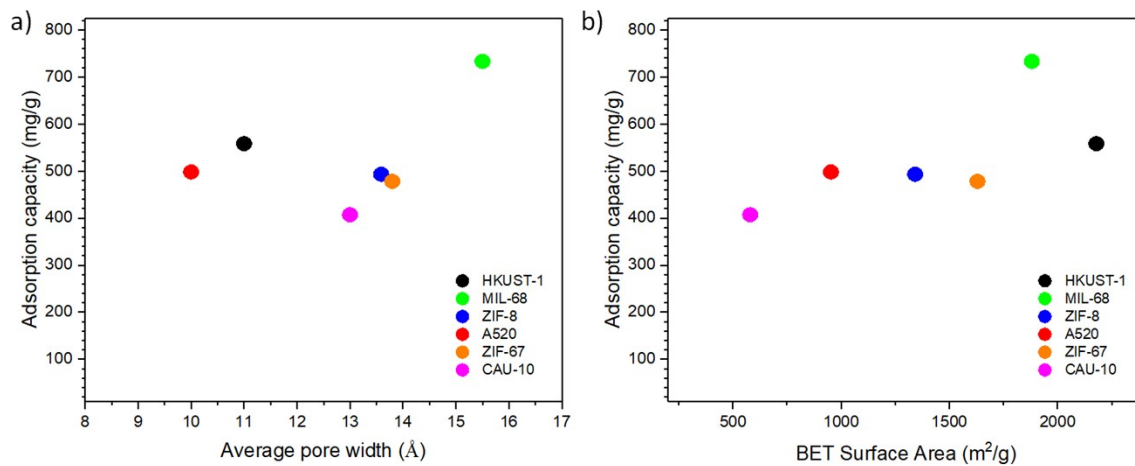 a)
Adsorption capacity (mg/g)
800
700
600
500
400
300
200
100
8 9 10 11 12 13 14 15 16 17
Average pore width (Å)
HKUST-1
MIL-68
ZIF-8
A520
ZIF-67
CAU-10
b)
Adsorption capacity (mg/g)
800
700
600
500
400
300
200
100
500 1000 1500 2000
BET Surface Area (m²/g)
HKUST-1
MIL-68
ZIF-8
A520
ZIF-67
CAU-10